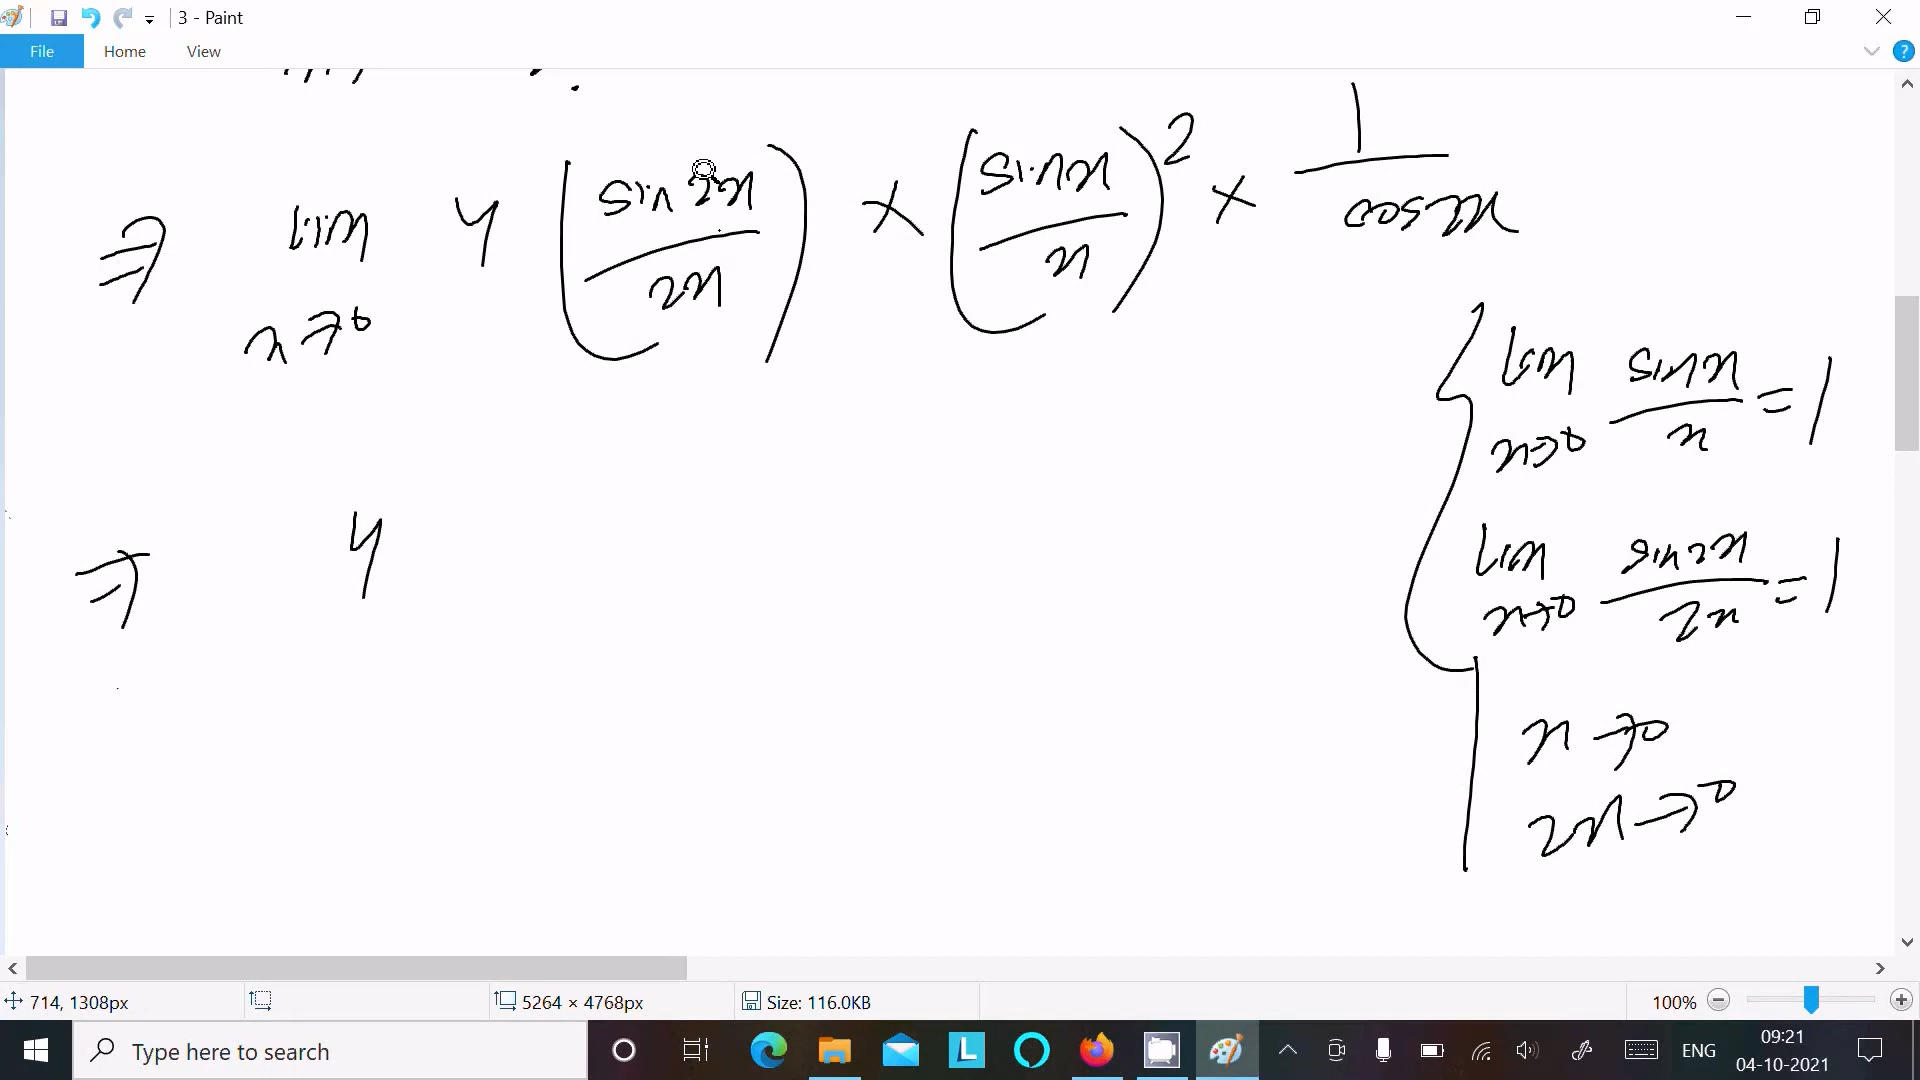 3 - Paint
File Home View
⇒ lim x→0 4 (sin 2x / 2x) × (sin x / x)^2 × 1 / cos 2x
lim x→0 sin x / x = 1
⇒ 4
lim x→0 sin 2x / 2x = 1
x → 0
2x → 0
714, 1308px 5264 × 4768px Size: 116.0KB 100%
Type here to search
ENG
09:21
04-10-2021